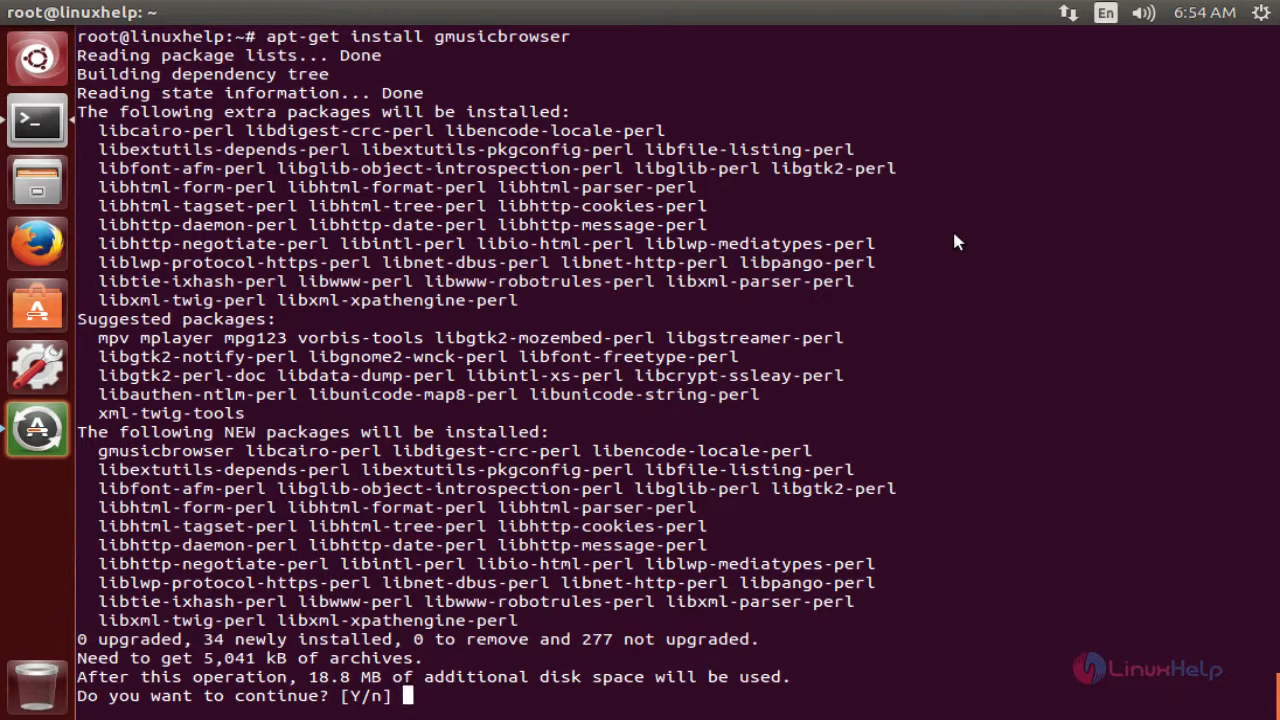 root@linuxhelp: ~
En
6:54 AM
root@linuxhelp:~# apt-get install gmusicbrowser
Reading package lists... Done
Building dependency tree
Reading state information... Done
The following extra packages will be installed:
  libcairo-perl libdigest-crc-perl libencode-locale-perl
  libextutils-depends-perl libextutils-pkgconfig-perl libfile-listing-perl
  libfont-afm-perl libglib-object-introspection-perl libglib-perl libgtk2-perl
  libhtml-form-perl libhtml-format-perl libhtml-parser-perl
  libhtml-tagset-perl libhtml-tree-perl libhttp-cookies-perl
  libhttp-daemon-perl libhttp-date-perl libhttp-message-perl
  libhttp-negotiate-perl libintl-perl libio-html-perl liblwp-mediatypes-perl
  liblwp-protocol-https-perl libnet-dbus-perl libnet-http-perl libpango-perl
  libtie-ixhash-perl libwww-perl libwww-robotrules-perl libxml-parser-perl
  libxml-twig-perl libxml-xpathengine-perl
Suggested packages:
  mpv mplayer mpg123 vorbis-tools libgtk2-mozembed-perl libgstreamer-perl
  libgtk2-notify-perl libgnome2-wnck-perl libfont-freetype-perl
  libgtk2-perl-doc libdata-dump-perl libintl-xs-perl libcrypt-ssleay-perl
  libauthen-ntlm-perl libunicode-map8-perl libunicode-string-perl
  xml-twig-tools
The following NEW packages will be installed:
  gmusicbrowser libcairo-perl libdigest-crc-perl libencode-locale-perl
  libextutils-depends-perl libextutils-pkgconfig-perl libfile-listing-perl
  libfont-afm-perl libglib-object-introspection-perl libglib-perl libgtk2-perl
  libhtml-form-perl libhtml-format-perl libhtml-parser-perl
  libhtml-tagset-perl libhtml-tree-perl libhttp-cookies-perl
  libhttp-daemon-perl libhttp-date-perl libhttp-message-perl
  libhttp-negotiate-perl libintl-perl libio-html-perl liblwp-mediatypes-perl
  liblwp-protocol-https-perl libnet-dbus-perl libnet-http-perl libpango-perl
  libtie-ixhash-perl libwww-perl libwww-robotrules-perl libxml-parser-perl
  libxml-twig-perl libxml-xpathengine-perl
0 upgraded, 34 newly installed, 0 to remove and 277 not upgraded.
Need to get 5,041 kB of archives.
After this operation, 18.8 MB of additional disk space will be used.
Do you want to continue? [Y/n]
LinuxHelp